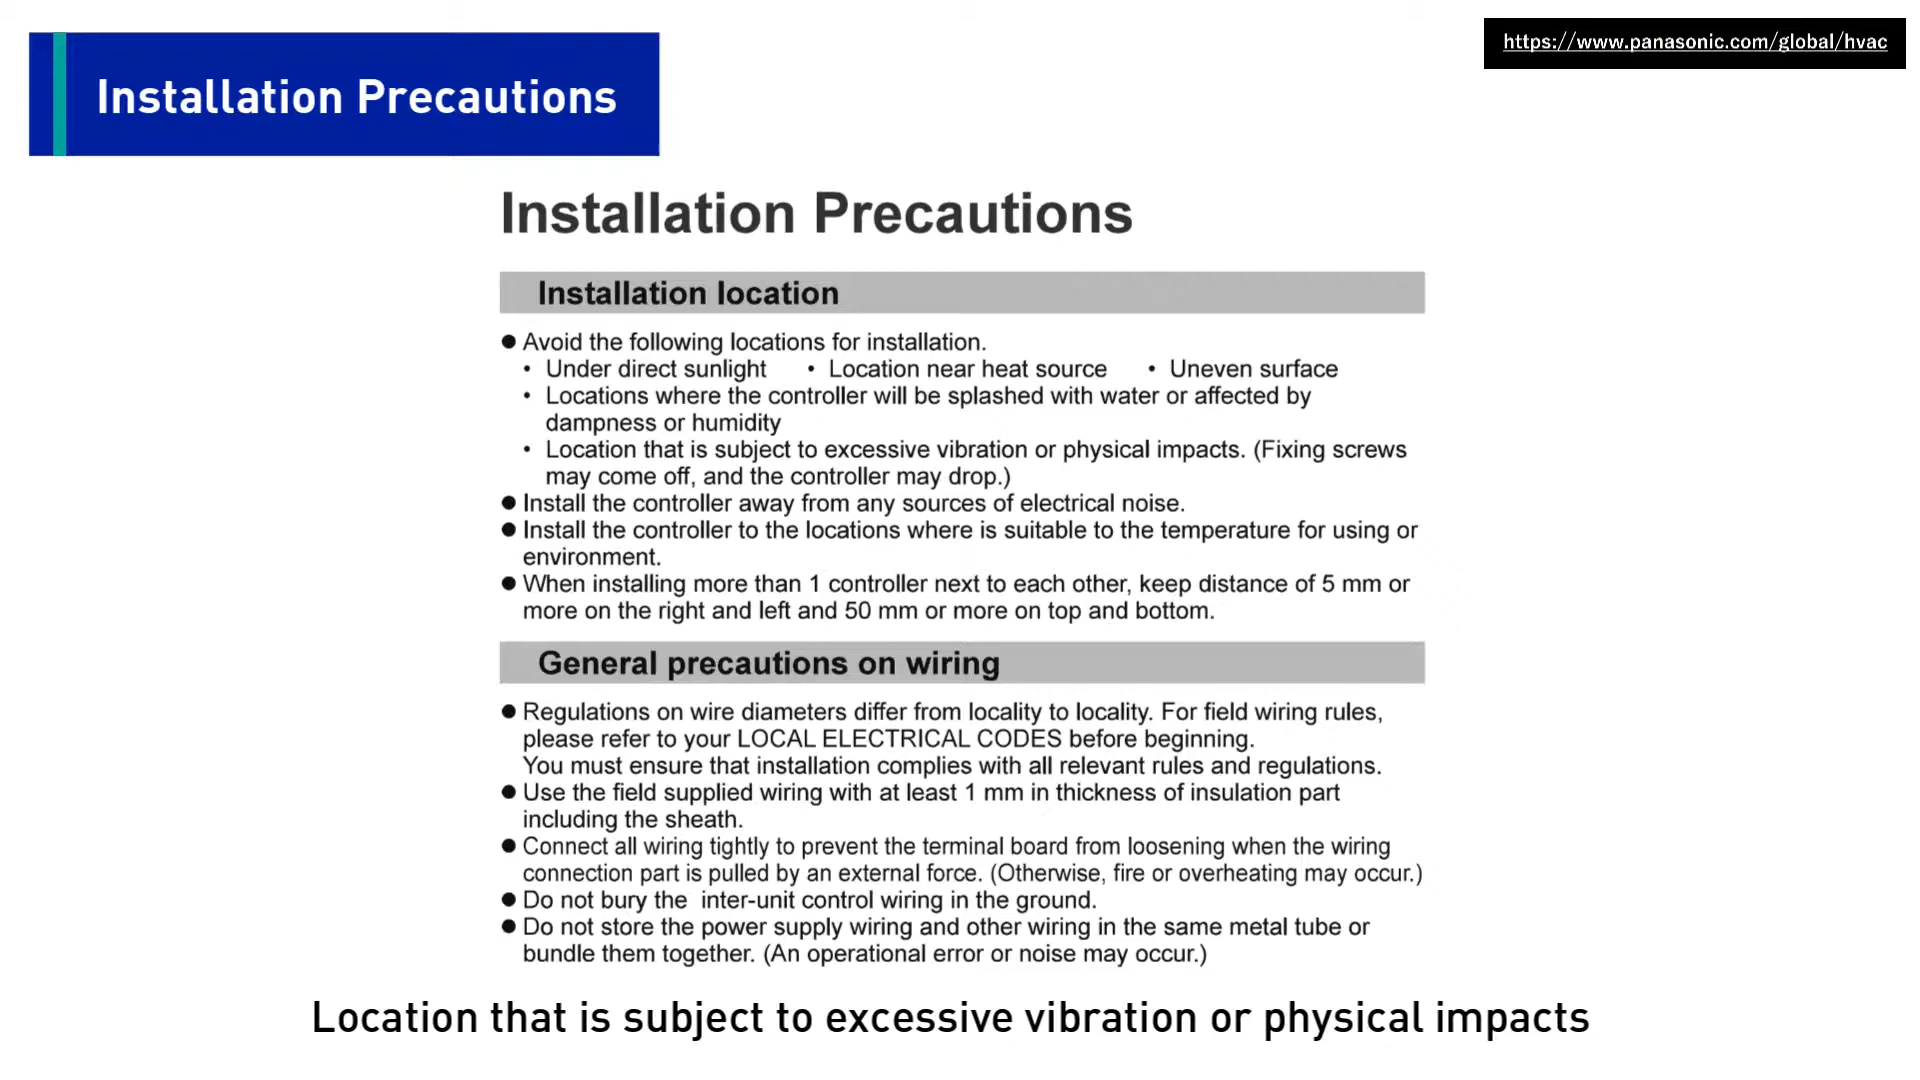 https://www.panasonic.com/global/hvac
Installation Precautions
Installation Precautions
Installation location
● Avoid the following locations for installation.
• Under direct sunlight • Location near heat source • Uneven surface
• Locations where the controller will be splashed with water or affected by
dampness or humidity
• Location that is subject to excessive vibration or physical impacts. (Fixing screws
may come off, and the controller may drop.)
● Install the controller away from any sources of electrical noise.
● Install the controller to the locations where is suitable to the temperature for using or
environment.
● When installing more than 1 controller next to each other, keep distance of 5 mm or
more on the right and left and 50 mm or more on top and bottom.
General precautions on wiring
● Regulations on wire diameters differ from locality to locality. For field wiring rules,
please refer to your LOCAL ELECTRICAL CODES before beginning.
You must ensure that installation complies with all relevant rules and regulations.
● Use the field supplied wiring with at least 1 mm in thickness of insulation part
including the sheath.
● Connect all wiring tightly to prevent the terminal board from loosening when the wiring
connection part is pulled by an external force. (Otherwise, fire or overheating may occur.)
● Do not bury the inter-unit control wiring in the ground.
● Do not store the power supply wiring and other wiring in the same metal tube or
bundle them together. (An operational error or noise may occur.)
Location that is subject to excessive vibration or physical impacts